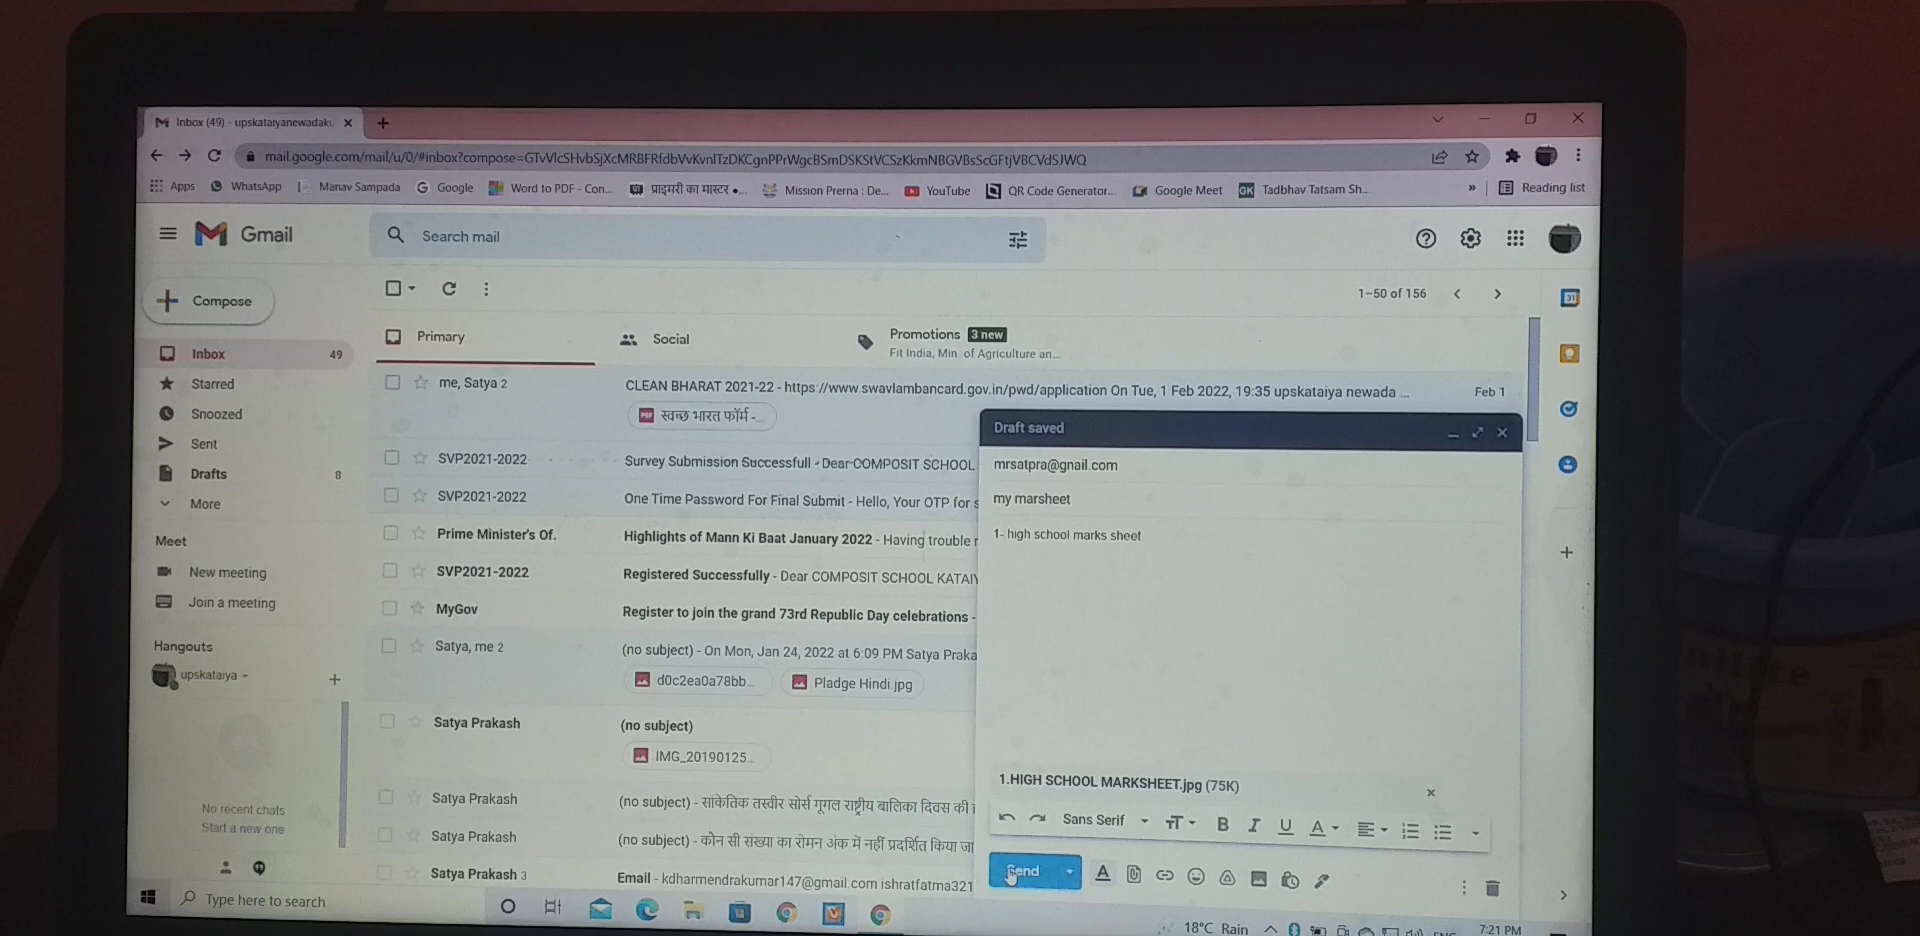 Inbox (49) - upskataiyanewadaku
mail.google.com/mail/u/0/#inbox?compose=GTvVlcSHvbSjXcMRBFRfdbVvKvnlTzDKCgnPPrWgcBSmDSKStVCSzKkmNBGVBsScGFtjVBCVdSJWQ
Apps WhatsApp Manav Sampada Google Word to PDF - Con... प्राइमरी का मास्टर •... Mission Prerna : De... YouTube QR Code Generator... Google Meet GK Tadbhav Tatsam Sh... » Reading list
Gmail
Search mail
Compose
1–50 of 156
Primary
Social
Promotions 3 new
Fit India, Min. of Agriculture an...
Inbox 49
Starred
Snoozed
Sent
Drafts 8
More
Meet
New meeting
Join a meeting
Hangouts
upskataiya
No recent chats
Start a new one
me, Satya 2 CLEAN BHARAT 2021-22 - https://www.swavlambancard.gov.in/pwd/application On Tue, 1 Feb 2022, 19:35 upskataiya newada ... Feb 1
PDF स्वच्छ भारत फॉर्म -...
SVP2021-2022 Survey Submission Successfull - Dear COMPOSIT SCHOOL
SVP2021-2022 One Time Password For Final Submit - Hello, Your OTP for s
Prime Minister's Of. Highlights of Mann Ki Baat January 2022 - Having trouble r
SVP2021-2022 Registered Successfully - Dear COMPOSIT SCHOOL KATAIY
MyGov Register to join the grand 73rd Republic Day celebrations -
Satya, me 2 (no subject) - On Mon, Jan 24, 2022 at 6:09 PM Satya Praka
d0c2ea0a78bb... Pladge Hindi.jpg
Satya Prakash (no subject)
IMG_20190125...
Satya Prakash (no subject) - सांकेतिक तस्वीर सोर्स गूगल राष्ट्रीय बालिका दिवस की
Satya Prakash (no subject) - कौन सी संख्या का रोमन अंक में नहीं प्रदर्शित किया जा
Satya Prakash 3 Email - kdharmendrakumar147@gmail.com ishratfatma321
Draft saved
mrsatpra@gnail.com
my marsheet
1- high school marks sheet
1.HIGH SCHOOL MARKSHEET.jpg (75K)
Sans Serif
Send
Type here to search
18°C Rain
7:21 PM